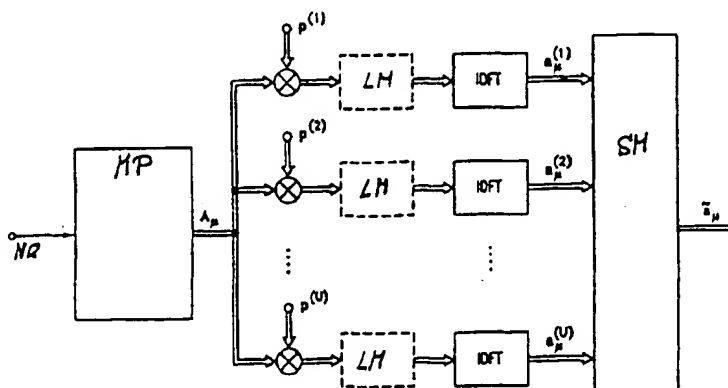 p(1)
LM
IDFT
a_μ^(1)
MP
p(2)
LM
IDFT
a_μ^(2)
SM
A_μ
ã_μ
NQ
.....
.....
p(U)
LM
IDFT
a_μ^(U)